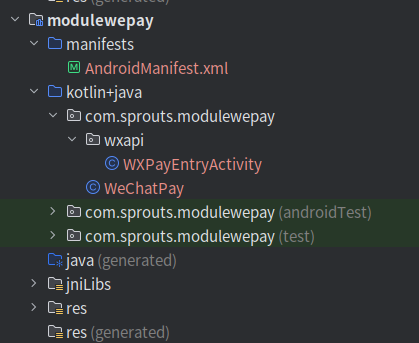 res (generated)
modulewepay
manifests
AndroidManifest.xml
kotlin+java
com.sprouts.modulewepay
wxapi
WXPayEntryActivity
WeChatPay
com.sprouts.modulewepay (androidTest)
com.sprouts.modulewepay (test)
java (generated)
jniLibs
res
res (generated)